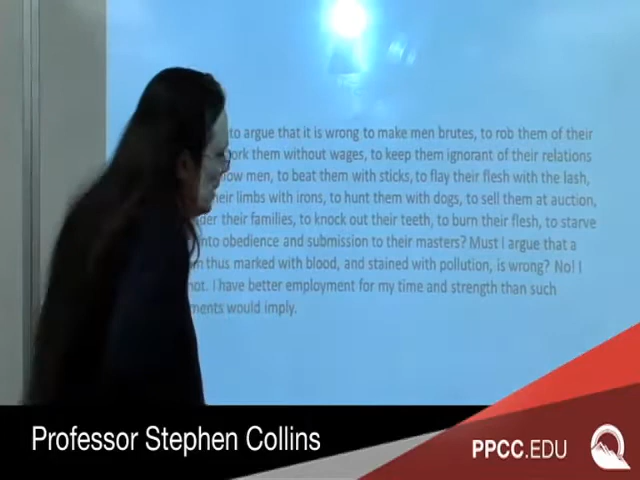 to argue that it is wrong to make men brutes, to rob them of their
ork them without wages, to keep them ignorant of their relations
ow men, to beat them with sticks, to flay their flesh with the lash,
heir limbs with irons, to hunt them with dogs, to sell them at auction,
der their families, to knock out their teeth, to burn their flesh, to starve
into obedience and submission to their masters? Must I argue that a
m thus marked with blood, and stained with pollution, is wrong? No! I
not. I have better employment for my time and strength than such
ments would imply.
Professor Stephen Collins
PPCC.EDU